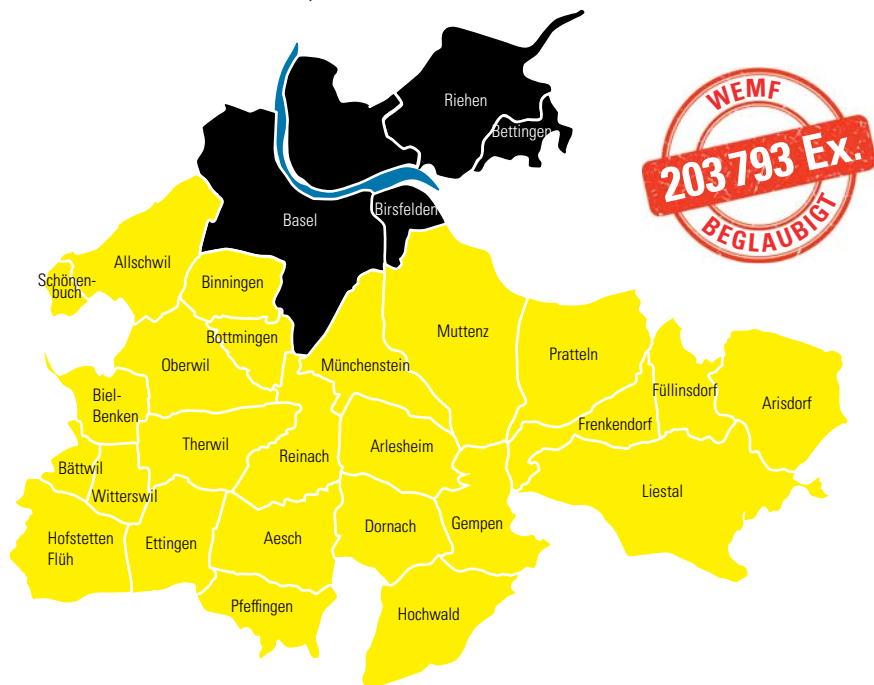 Riehen
Bettingen
Basel
Birsfelden
WEMF
203 793 Ex.
BEGLAUBIGT
Allschwil
Schönen-
buch
Binningen
Bottmingen
Oberwil
Münchenstein
Muttenz
Pratteln
Füllinsdorf
Arisdorf
Frenkendorf
Biel-
Benken
Therwil
Reinach
Arlesheim
Bättwil
Witterswil
Liestal
Hofstetten
Flüh
Ettingen
Aesch
Dornach
Gempen
Pfeffingen
Hochwald